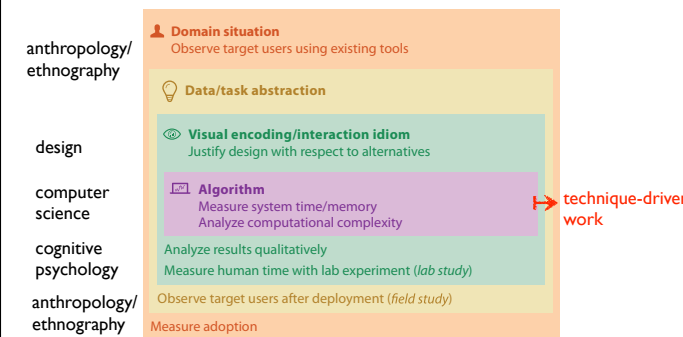 Domain situation
anthropology/
Observe target users using existing tools
ethnography
Data/task abstraction
Visual encoding/interaction idiom
design
Justify design with respect to alternatives
Algorithm
computer
science
Measure system time/memory
Analyze computational complexity
technique-driven
work
cognitive
psychology
Analyze results qualitatively
Measure human time with lab experiment (lab study)
anthropology/
ethnography
Observe target users after deployment (field study)
Measure adoption